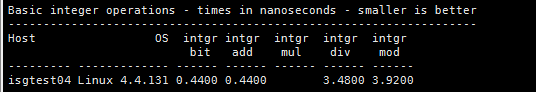 Basic integer operations - times in nanoseconds - smaller is better
-------------------------------------------------------------------
Host                 OS  intgr intgr  intgr  intgr  intgr
                          bit   add    mul    div    mod
--------- ------------- ------ ------ ------ ------ ------
isgtest04 Linux 4.4.131 0.4400 0.4400        3.4800 3.9200